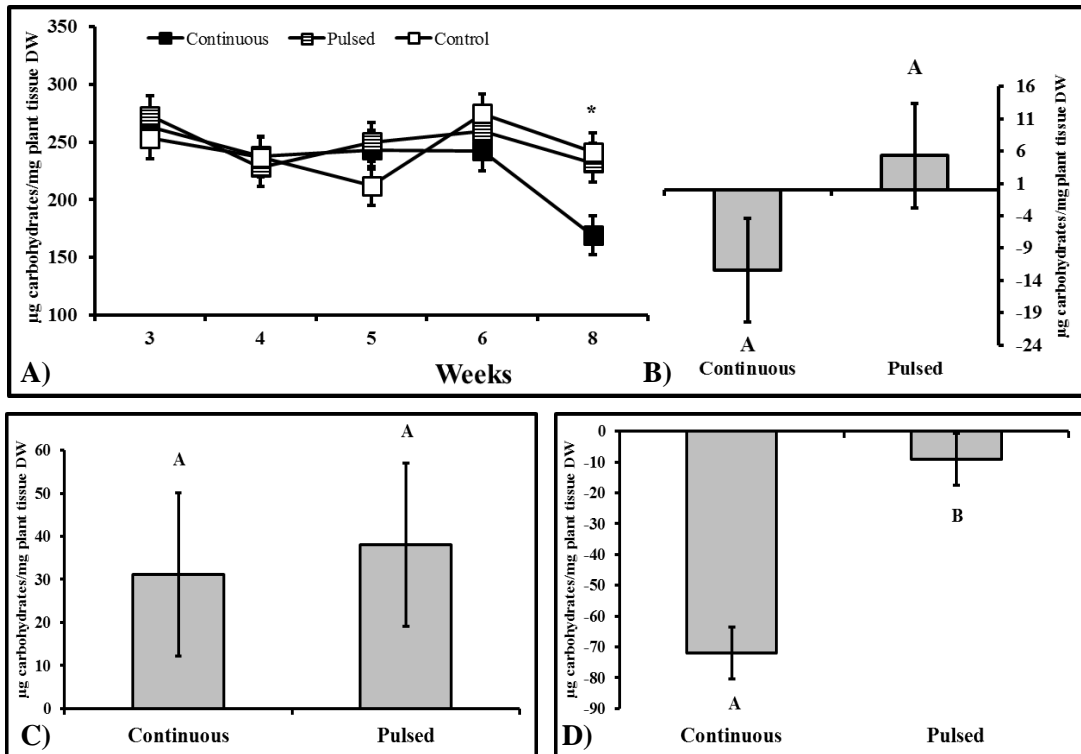 µg carbohydrates/mg plant tissue DW
350
300
250
200
150
100
Continuous
Pulsed
Control
*
3
4
5
6
8
Weeks
A)
A
A
16
11
6
1
-4
-9
-14
-19
-24
µg carbohydrates/mg plant tissue DW
Continuous
Pulsed
B)
µg carbohydrates/mg plant tissue DW
60
50
40
30
20
10
0
A
A
Continuous
Pulsed
C)
µg carbohydrates/mg plant tissue DW
0
-10
-20
-30
-40
-50
-60
-70
-80
-90
A
B
Continuous
Pulsed
D)